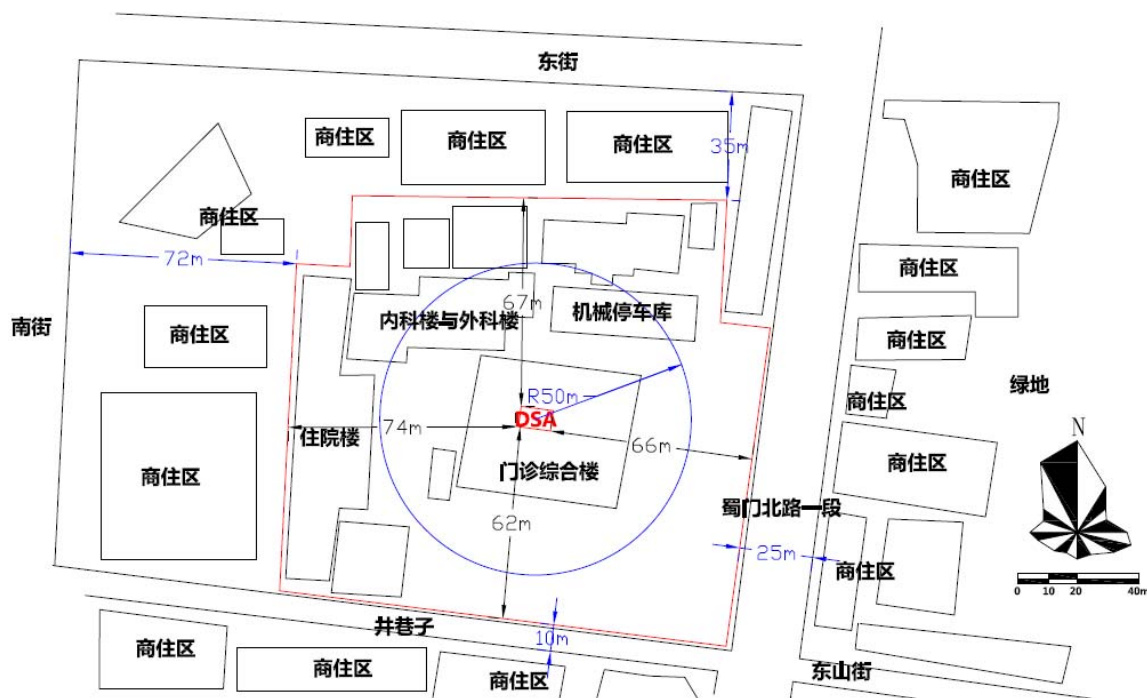 东街
商住区
商住区
商住区
35m
商住区
商住区
72m
商住区
67m
南街
商住区
内科楼与外科楼
机械停车库
商住区
绿地
R50m
商住区
DSA
74m
住院楼
66m
N
商住区
门诊综合楼
商住区
蜀门北路一段
62m
25m
商住区
0 10 20 40m
井巷子
10m
商住区
商住区
商住区
东山街